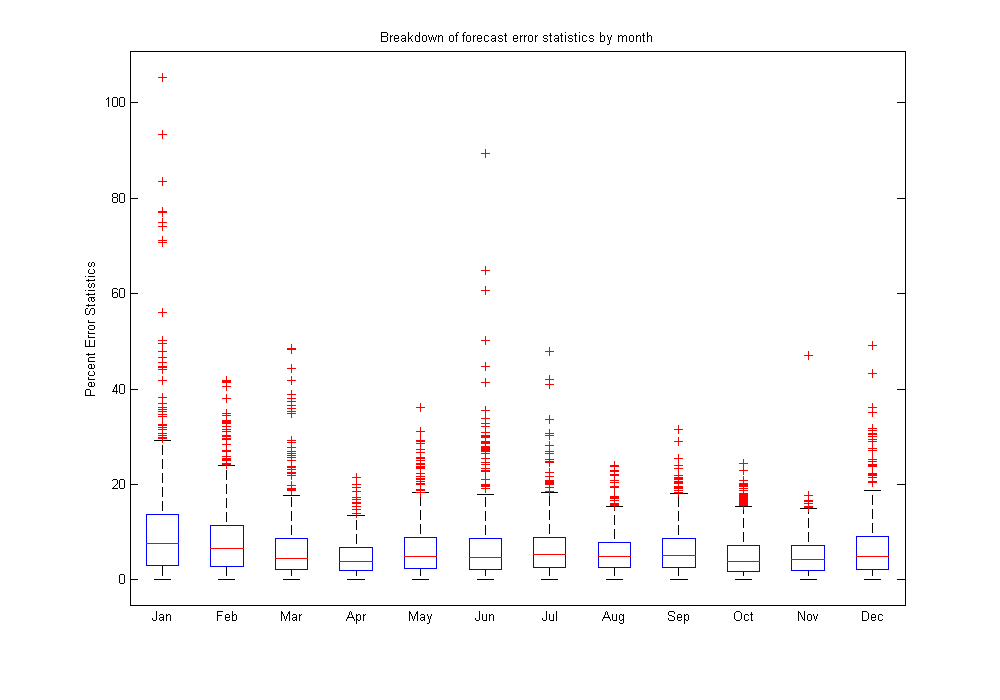 Breakdown of forecast error statistics by month
Percent Error Statistics
100
80
60
40
20
0
Jan Feb Mar Apr May Jun Jul Aug Sep Oct Nov Dec